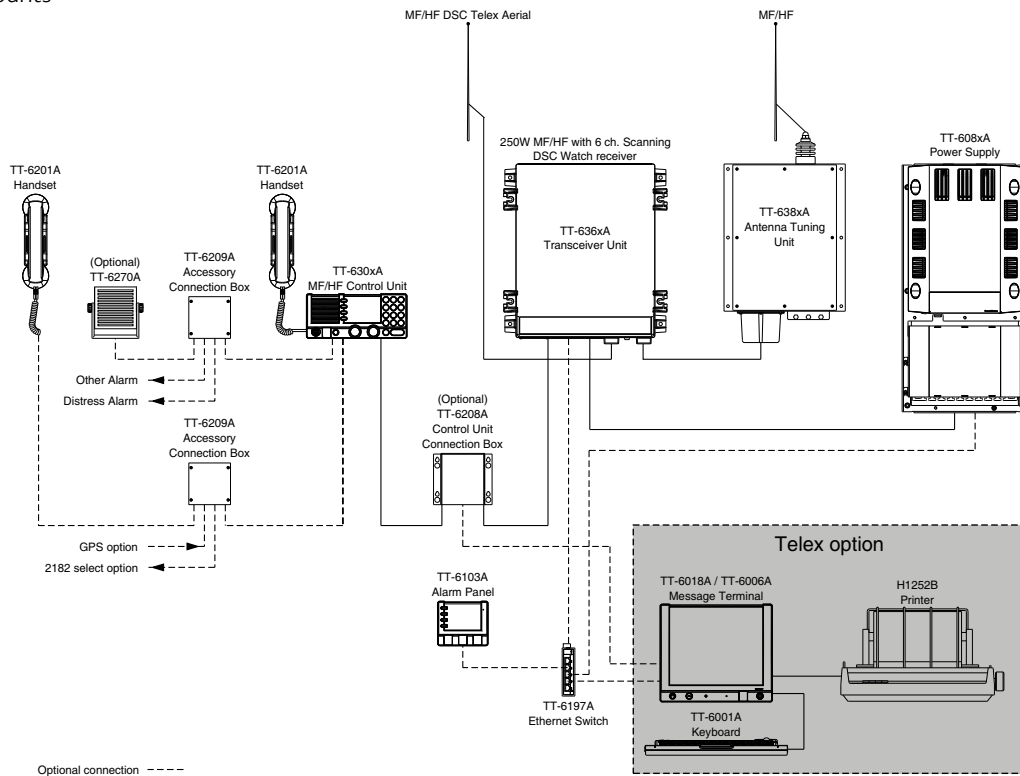 MF/HF DSC Telex Aerial
MF/HF
250W MF/HF with 6 ch. Scanning
DSC Watch receiver
TT-608xA
Power Supply
TT-6201A
Handset
TT-6201A
Handset
TT-636xA
Transceiver Unit
TT-638xA
Antenna Tuning
Unit
(Optional)
TT-6270A
TT-6209A
Accessory
Connection Box
TT-630xA
MF/HF Control Unit
Other Alarm
Distress Alarm
TT-6209A
Accessory
Connection Box
(Optional)
TT-6208A
Control Unit
Connection Box
GPS option
2182 select option
TT-6103A
Alarm Panel
TT-6197A
Ethernet Switch
Telex option
TT-6018A / TT-6006A
Message Terminal
H1252B
Printer
TT-6001A
Keyboard
Optional connection